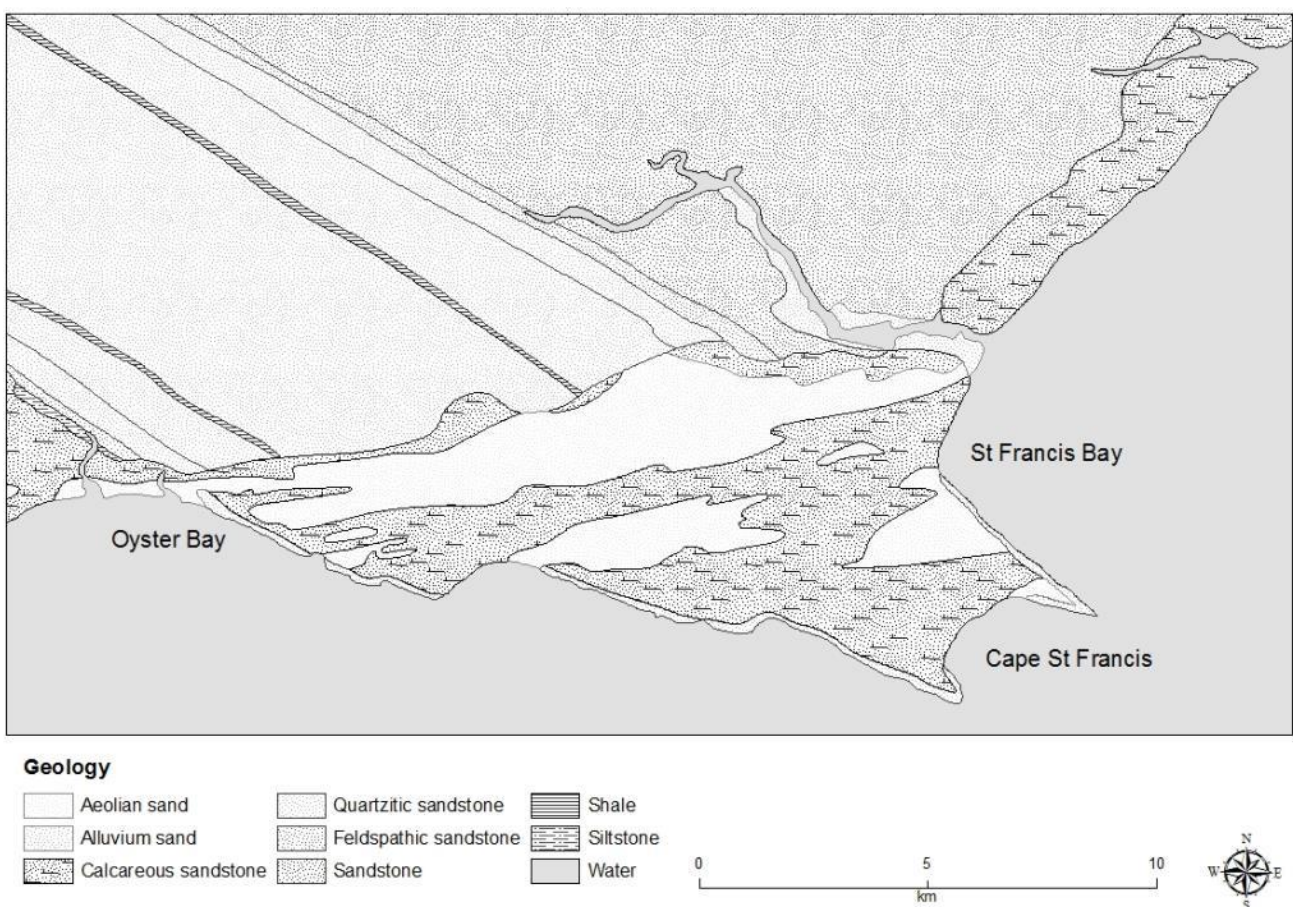 St Francis Bay
Oyster Bay
Cape St Francis
Geology
Aeolian sand
Quartzitic sandstone
Shale
Alluvium sand
Feldspathic sandstone
Siltstone
Calcareous sandstone
Sandstone
Water
0 5 10
km
N
W E
S